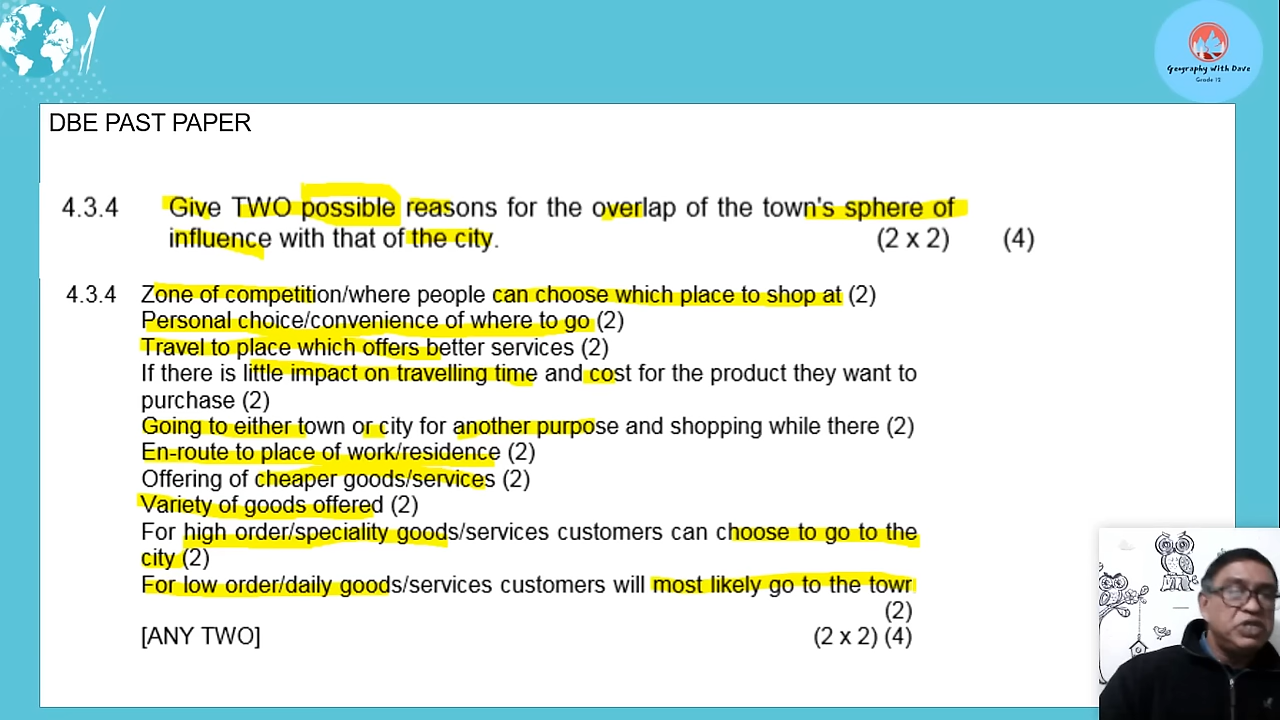 Geography With Dave
Grade 12
DBE PAST PAPER
4.3.4 Give TWO possible reasons for the overlap of the town's sphere of
influence with that of the city. (2 x 2) (4)
4.3.4 Zone of competition/where people can choose which place to shop at (2)
Personal choice/convenience of where to go (2)
Travel to place which offers better services (2)
If there is little impact on travelling time and cost for the product they want to
purchase (2)
Going to either town or city for another purpose and shopping while there (2)
En-route to place of work/residence (2)
Offering of cheaper goods/services (2)
Variety of goods offered (2)
For high order/speciality goods/services customers can choose to go to the
city (2)
For low order/daily goods/services customers will most likely go to the town
(2)
[ANY TWO] (2 x 2) (4)